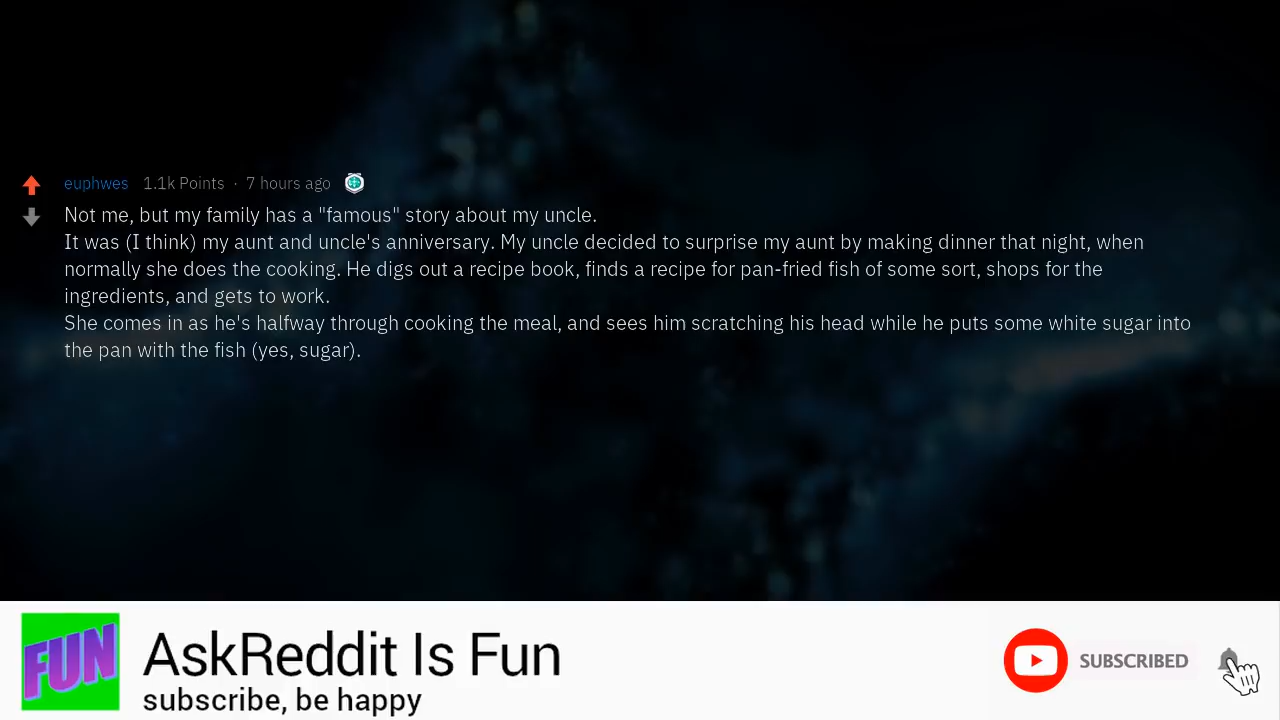 euphwes 1.1k Points · 7 hours ago
Not me, but my family has a "famous" story about my uncle.
It was (I think) my aunt and uncle's anniversary. My uncle decided to surprise my aunt by making dinner that night, when
normally she does the cooking. He digs out a recipe book, finds a recipe for pan-fried fish of some sort, shops for the
ingredients, and gets to work.
She comes in as he's halfway through cooking the meal, and sees him scratching his head while he puts some white sugar into
the pan with the fish (yes, sugar).
FUN
AskReddit Is Fun
subscribe, be happy
SUBSCRIBED